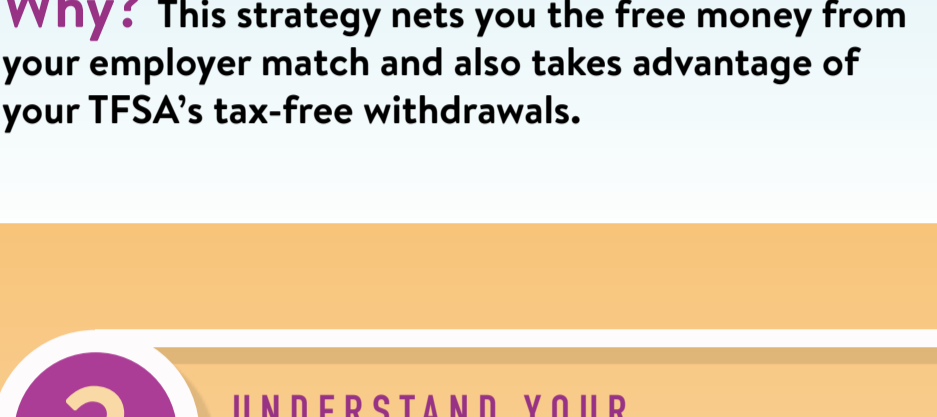 Why? This strategy nets you the free money from
your employer match and also takes advantage of
your TFSA's tax-free withdrawals.
UNDERSTAND YOUR